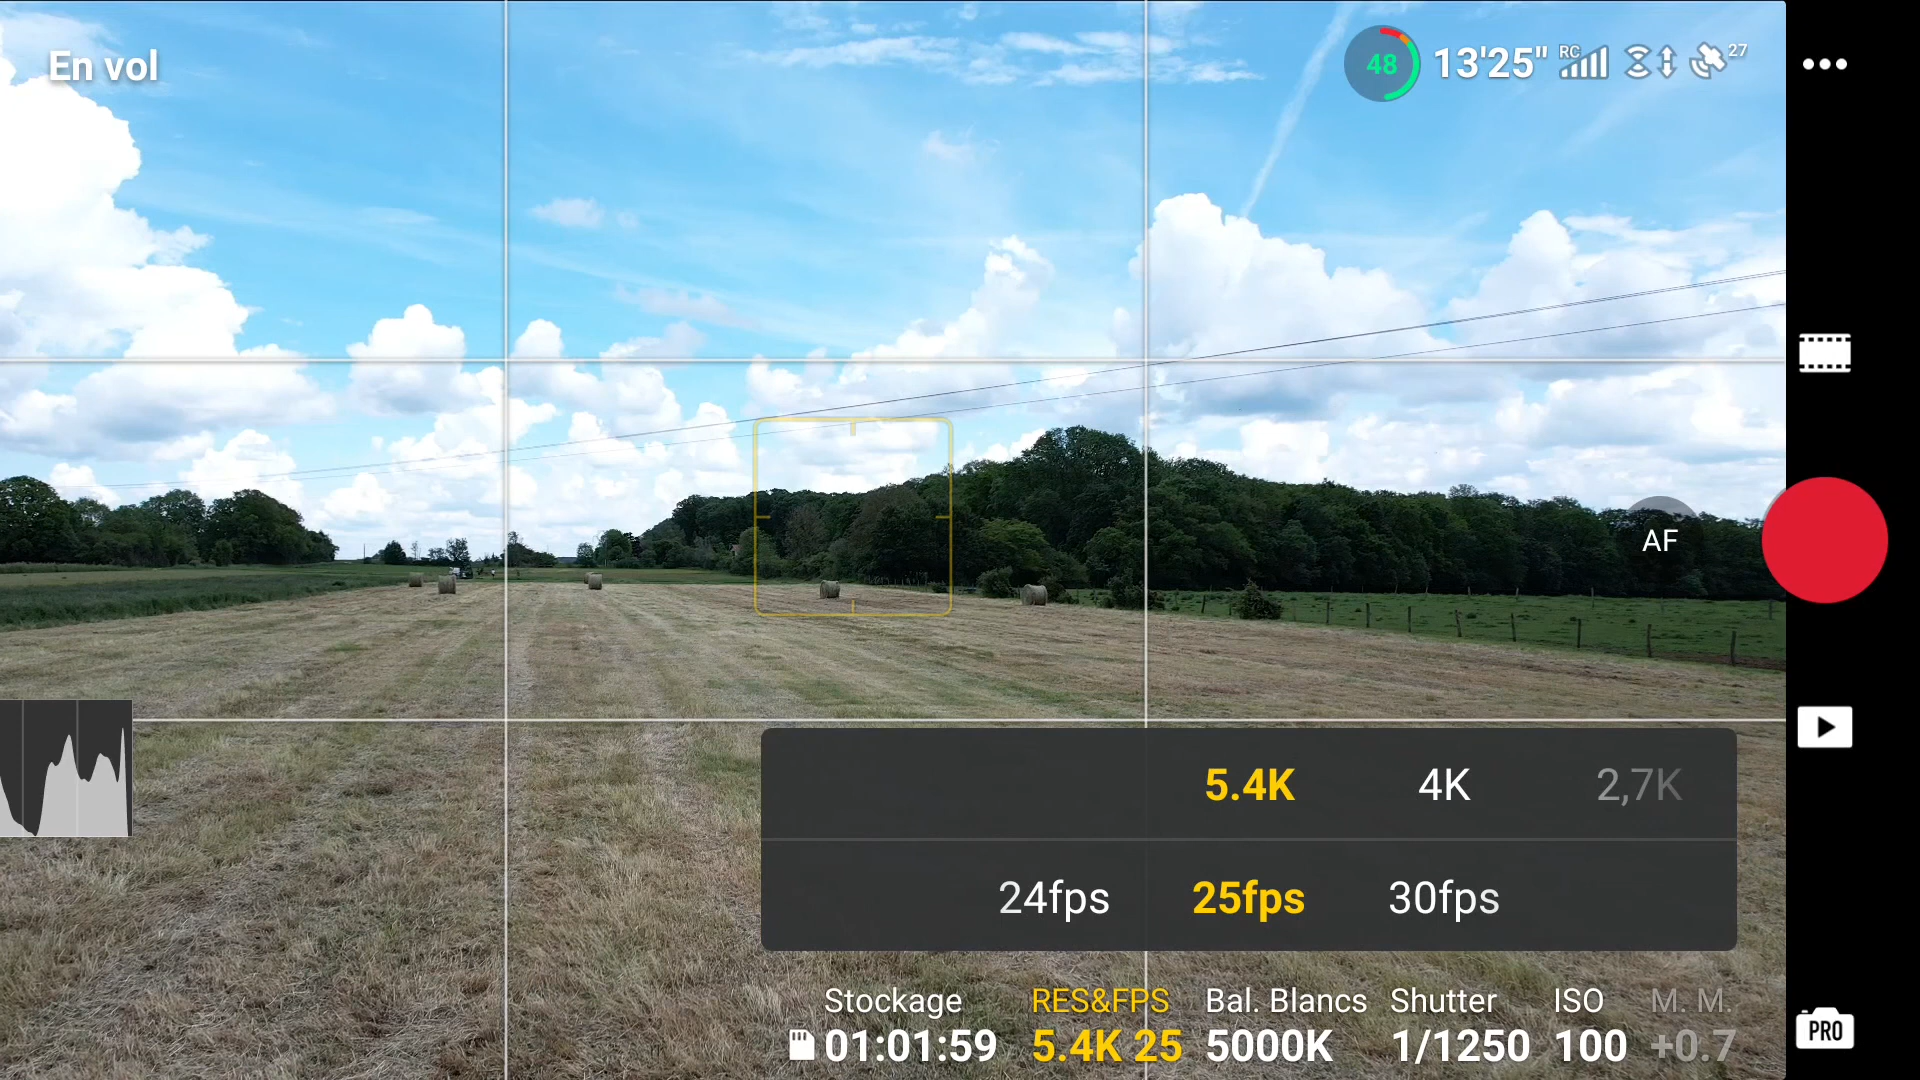 En vol
48 13'25" RC 27
AF
5.4K 4K 2,7K
24fps 25fps 30fps
Stockage RES&FPS Bal. Blancs Shutter ISO M. M.
01:01:59 5.4K 25 5000K 1/1250 100 +0.7
PRO